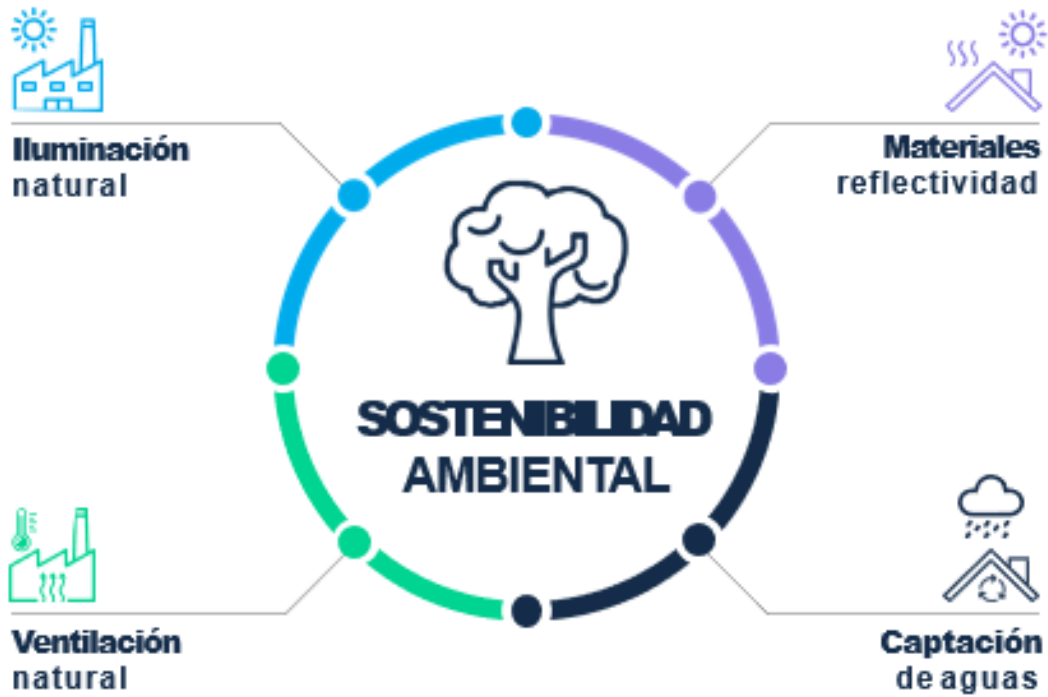 Iluminación
natural
Materiales
reflectividad
SOSTENIBILIDAD
AMBIENTAL
Ventilación
natural
Captación
de aguas